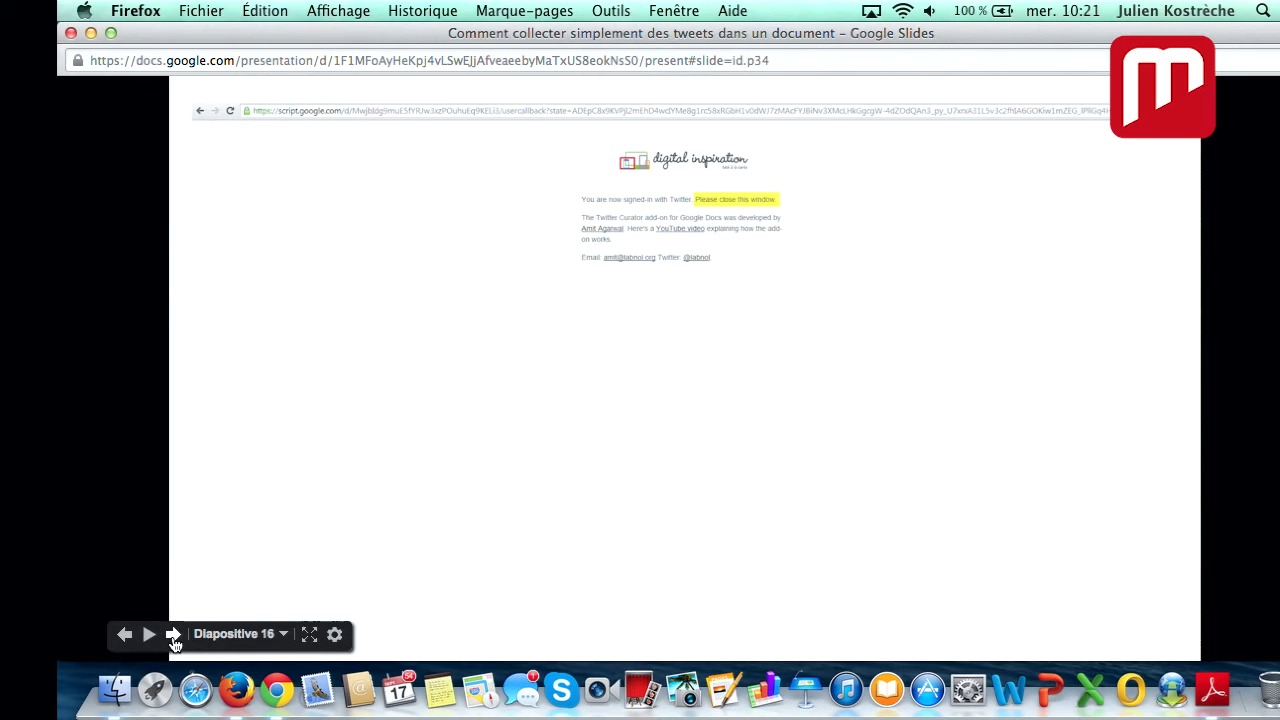 Firefox Fichier Édition Affichage Historique Marque-pages Outils Fenêtre Aide 100 % mer. 10:21 Julien Kostrèche
Comment collecter simplement des tweets dans un document – Google Slides
https://docs.google.com/presentation/d/1F1MFoAyHeKpj4vLSwEJjAfveaeebyMaTxUS8eokNsS0/present#slide=id.p34
digital inspiration
You are now signed-in with Twitter. Please close this window.
The Twitter Curator add-on for Google Docs was developed by
Amit Agarwal. Here's a YouTube video explaining how the add-
on works.
Email: amit@labnol.org Twitter: @labnol
Diapositive 16
54
17
1